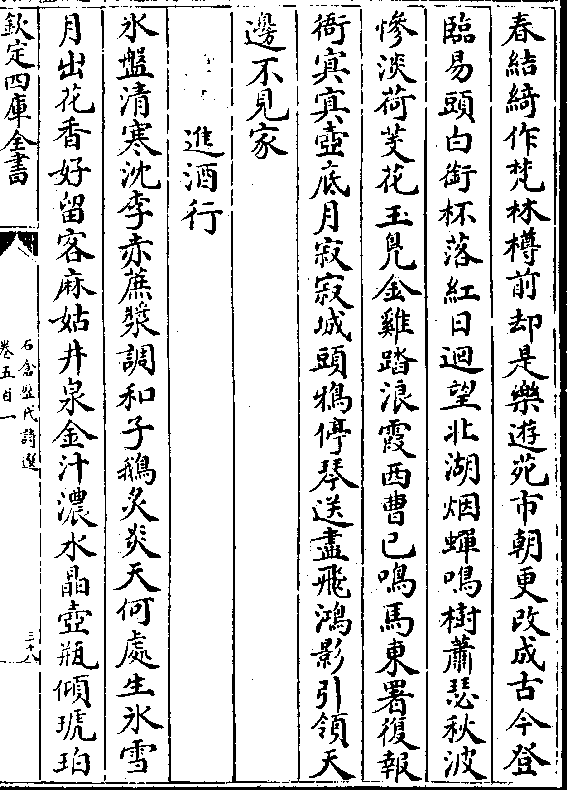 春結綺作梵林樽前却是樂遊苑市朝更改成古今登
臨易頭白銜杯落紅日迴望北湖烟蟬鳴樹蕭瑟秋波
慘淡荷芰花玉鳬金雞踏浪霞西曹已鳴馬東署復報
衙寘寘壺底月寂寂城頭鴉停琴送盡飛鴻影引領天
邊不見家
進酒行
氷盤清寒沈李赤蔗漿調和子鵝炙炎天何處生氷雪
月出花香好留客麻姑井泉金汁濃水晶壺瓶傾琥珀
欽定四庫全書
石倉歷代詩選
卷五百一
三十八